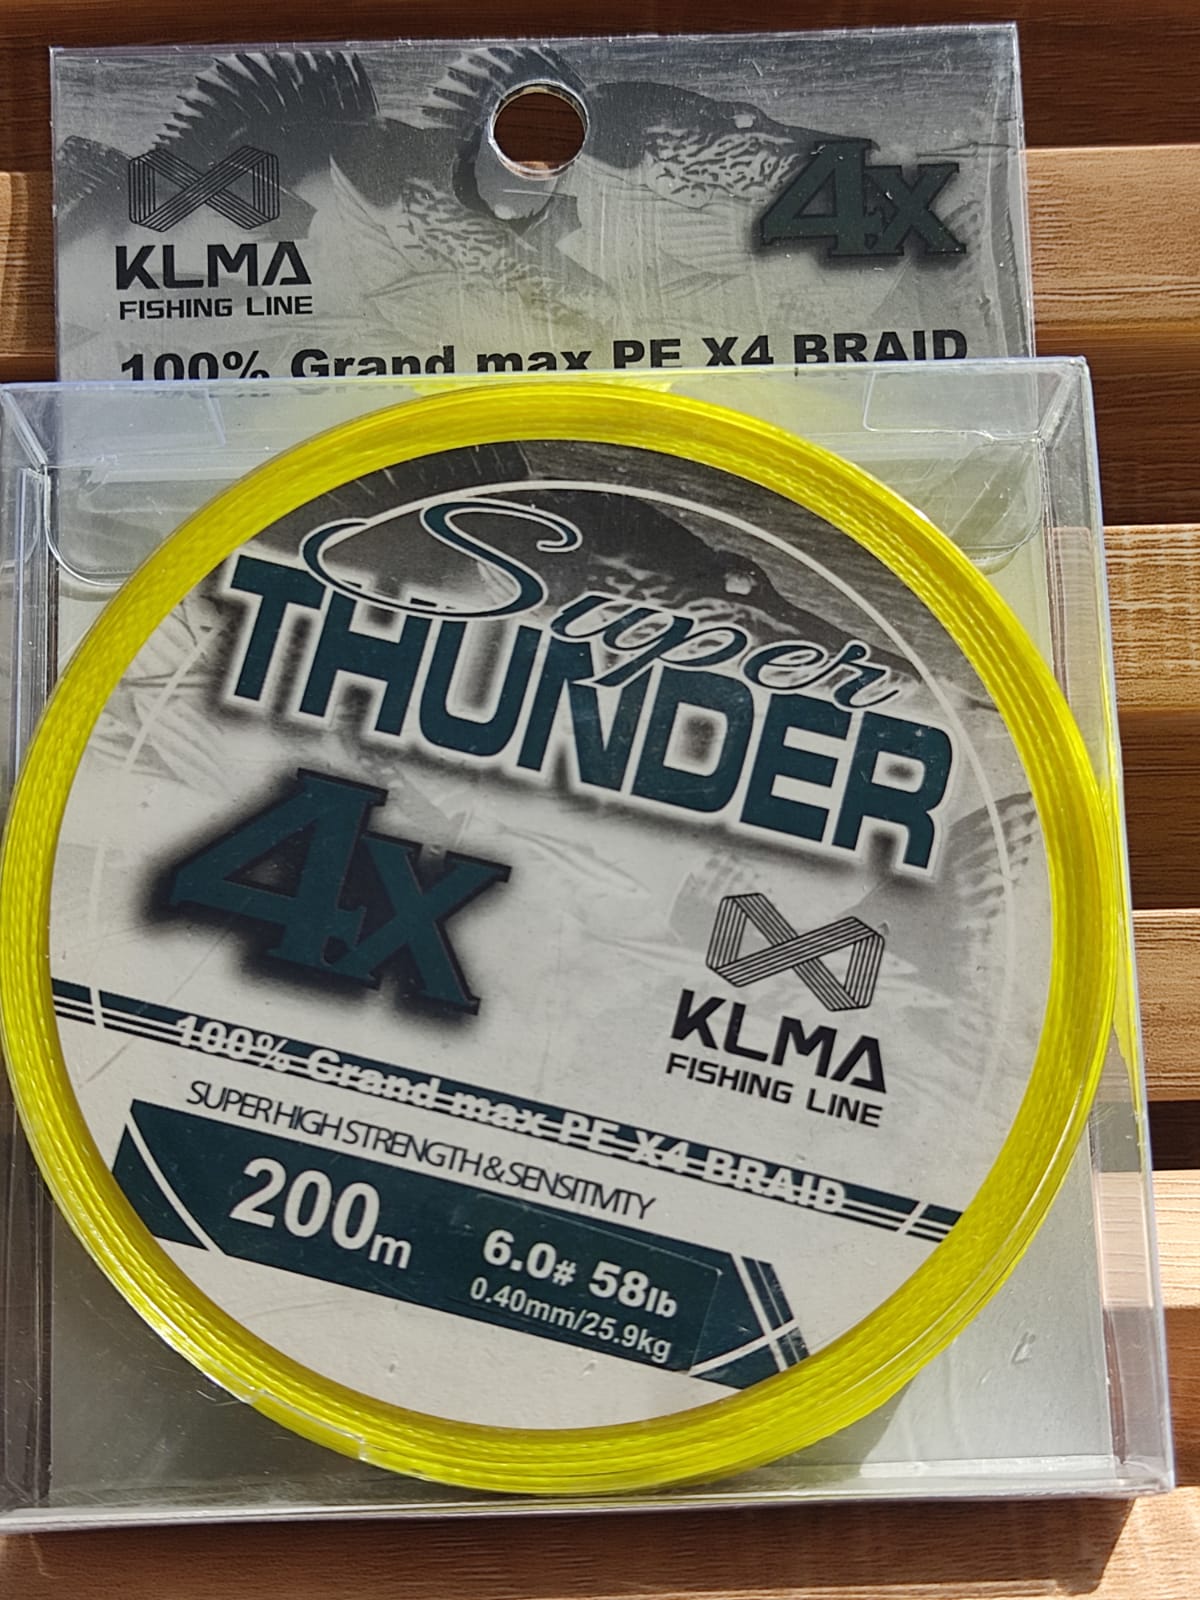 4x
KLMA
FISHING LINE
100% Grand max PE X4 BRAID
Super
THUNDER
4x
KLMA
FISHING LINE
100% Grand max PE X4 BRAID
SUPER HIGH STRENGTH & SENSITIVITY
200m
6.0# 58lb
0.40mm/25.9kg